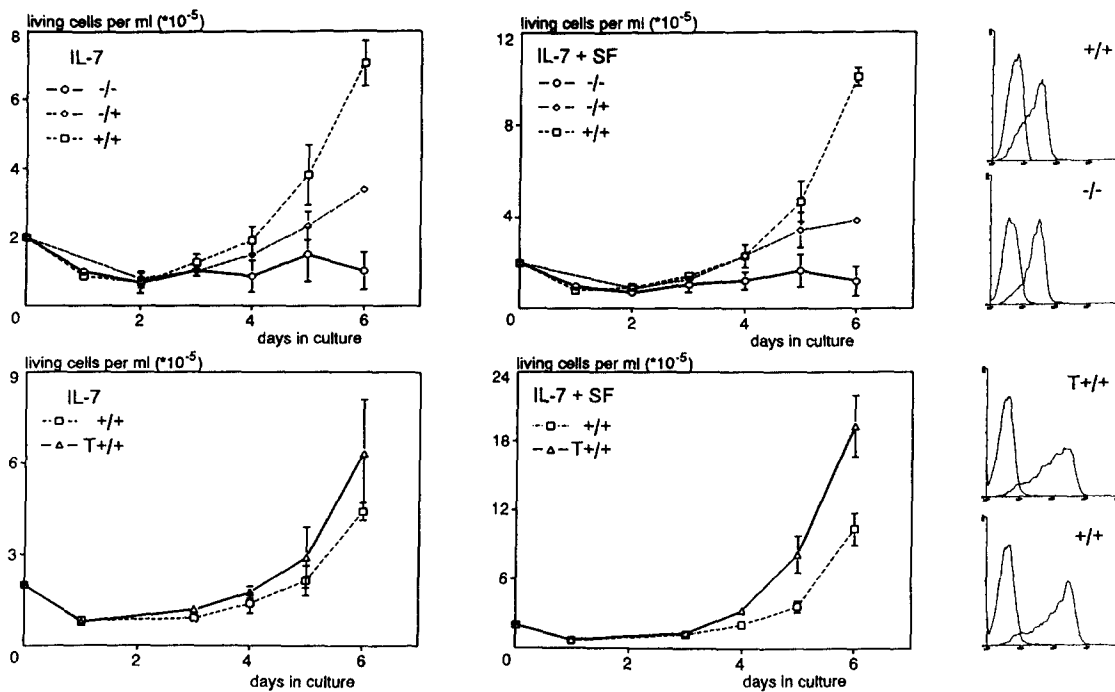 living cells per ml (*10⁻⁵)
8
6
4
2
0
IL-7
-/-
-/+
+/+
2
4
6
days in culture
living cells per ml (*10⁻⁵)
12
8
4
0
IL-7 + SF
-/-
-/+
+/+
0
2
4
6
days in culture
+/+
-/-
living cells per ml (*10⁻⁵)
9
6
3
0
IL-7
+/+
T+/+
2
4
6
days in culture
living cells per ml (*10⁻⁵)
24
18
12
6
0
IL-7 + SF
+/+
T+/+
2
4
6
days in culture
T+/+
+/+